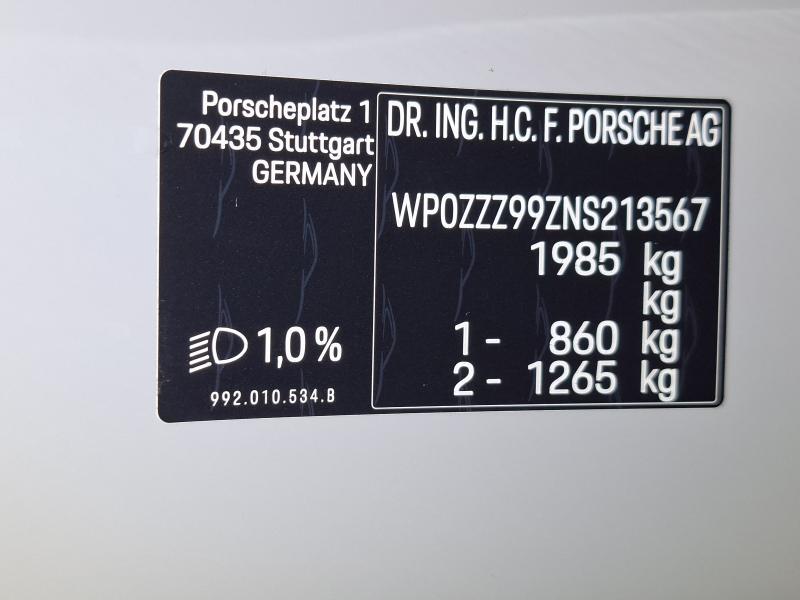 Porscheplatz 1
70435 Stuttgart
GERMANY
1,0 %
992.010.534.B
DR. ING. H.C. F. PORSCHE AG
WP0ZZZ99ZNS213567
1985 kg
kg
1- 860 kg
2- 1265 kg